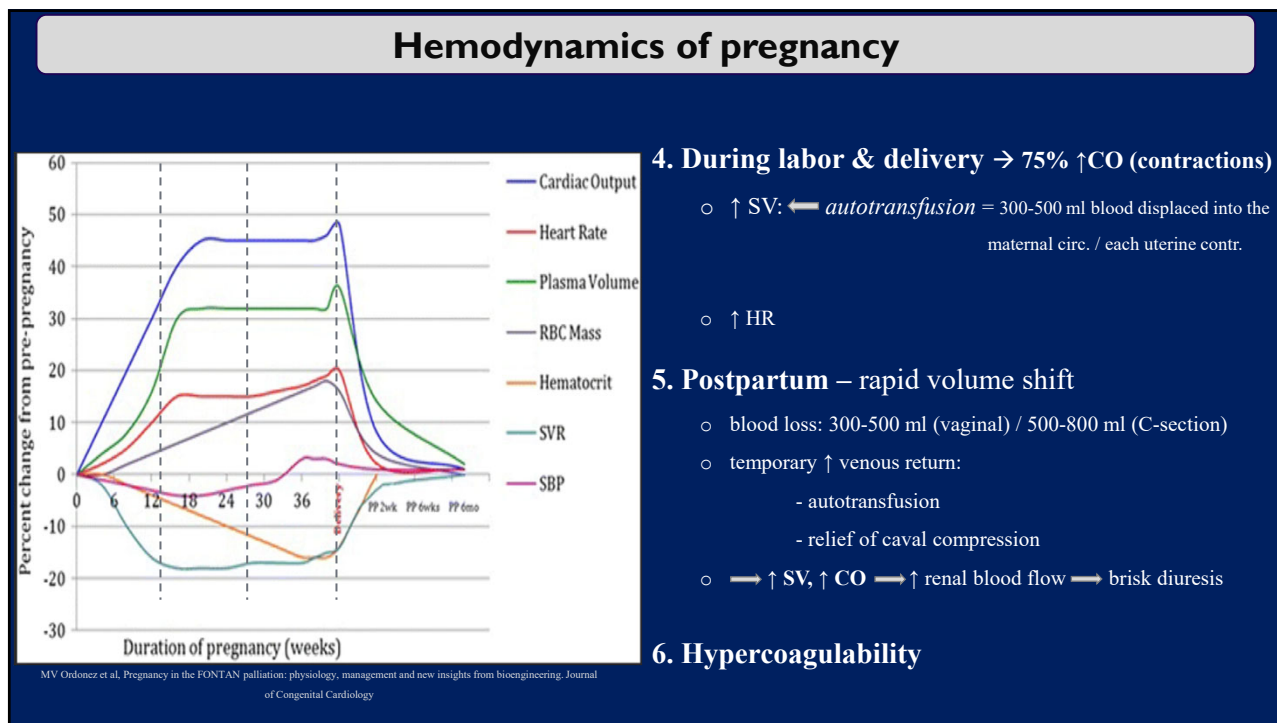 Hemodynamics of pregnancy
60
50
40
30
20
10
0
-10
-20
-30
Percent change from pre-pregnancy
0 6 12 18 24 30 36
Delivery
PP 2wk PP 6wks PP 6mo
Duration of pregnancy (weeks)
Cardiac Output
Heart Rate
Plasma Volume
RBC Mass
Hematocrit
SVR
SBP
MV Ordonez et al, Pregnancy in the FONTAN palliation: physiology, management and new insights from bioengineering. Journal
of Congenital Cardiology
4. During labor & delivery → 75% ↑CO (contractions)
○ ↑ SV: ← autotransfusion = 300-500 ml blood displaced into the
maternal circ. / each uterine contr.
○ ↑ HR
5. Postpartum – rapid volume shift
○ blood loss: 300-500 ml (vaginal) / 500-800 ml (C-section)
○ temporary ↑ venous return:
- autotransfusion
- relief of caval compression
○ → ↑ SV, ↑ CO → ↑ renal blood flow → brisk diuresis
6. Hypercoagulability